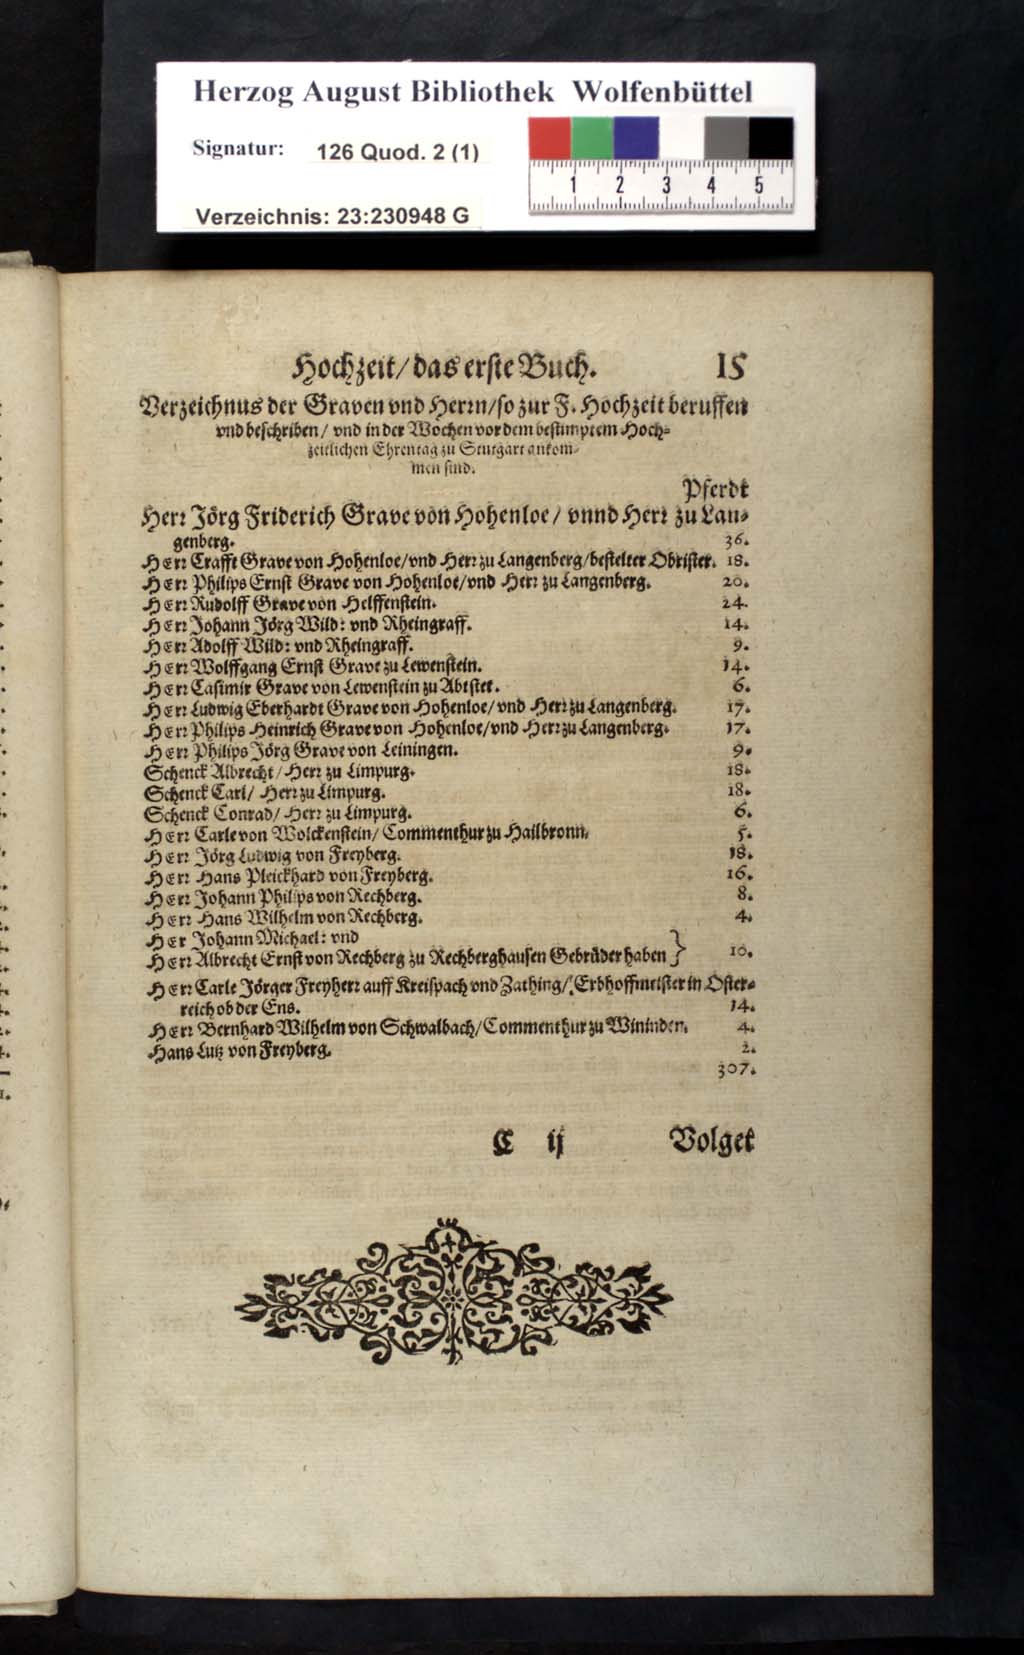 Herzog August Bibliothek Wolfenbüttel
Signatur: 126 Quod. 2 (1)
1 2 3 4 5
Verzeichnis: 23:230948 G
Hochzeit/ das erste Buch. 15
Verzeichnus der Graven vnd Herrn/ so zur F. Hochzeit beruffen
vnd beschriben/ vnd in der Wochen vor dem bestimptem Hoch-
zeitlichen Ehrentag zu Stutgart ankom-
men sind.
Pferdt
Herr Jörg Friderich Grave von Hohenloe/ vnnd Herr zu Lan-
genberg. 36.
Herr Crafft Grave von Hohenloe/ vnd Herr zu Langenberg/ bestelter Obrister. 18.
Herr Philips Ernst Grave von Hohenloe/ vnd Herr zu Langenberg. 20.
Herr Rudolff Grave von Helffenstein. 24.
Herr Johann Jörg Wild: vnd Rheingraff. 14.
Herr Adolff Wild: vnd Rheingraff. 9.
Herr Wolffgang Ernst Grave zu Lewenstein. 14.
Herr Casimir Grave von Lewenstein zu Abtstet. 6.
Herr Ludwig Eberhardt Grave von Hohenloe/ vnd Herr zu Langenberg. 17.
Herr Philips Heinrich Grave von Hohenloe/ vnd Herr zu Langenberg. 17.
Herr Philips Jörg Grave von Leiningen. 9.
Schenck Albrecht/ Herr zu Limpurg. 18.
Schenck Carl/ Herr zu Limpurg. 18.
Schenck Conrad/ Herr zu Limpurg. 6.
Herr Carle von Wolckenstein/ Commenthur zu Hailbronn. 5.
Herr Jörg Ludwig von Freyberg. 18.
Herr Hans Pleickhard von Freyberg. 16.
Herr Johann Philips von Rechberg. 8.
Herr Hans Wilhelm von Rechberg. 4.
Her Johann Michael: vnd
Herr Albrecht Ernst von Rechberg zu Rechberghausen Gebrüder haben } 10.
Herr Carle Jörger Freyherr auff Kreispach vnd Zathing/ Erbhoffmeister in Oster-
reich ob der Ens. 14.
Herr Bernhard Wilhelm von Schwalbach/ Commenthur zu Wininden. 4.
Hans Lutz von Freyberg. 2.
307.
C ij Volget